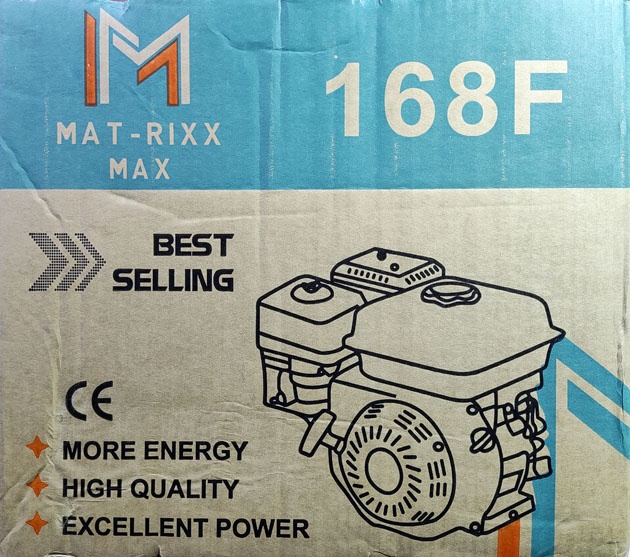 MAT-RIXX
MAX
168F
BEST
SELLING
CE
MORE ENERGY
HIGH QUALITY
EXCELLENT POWER